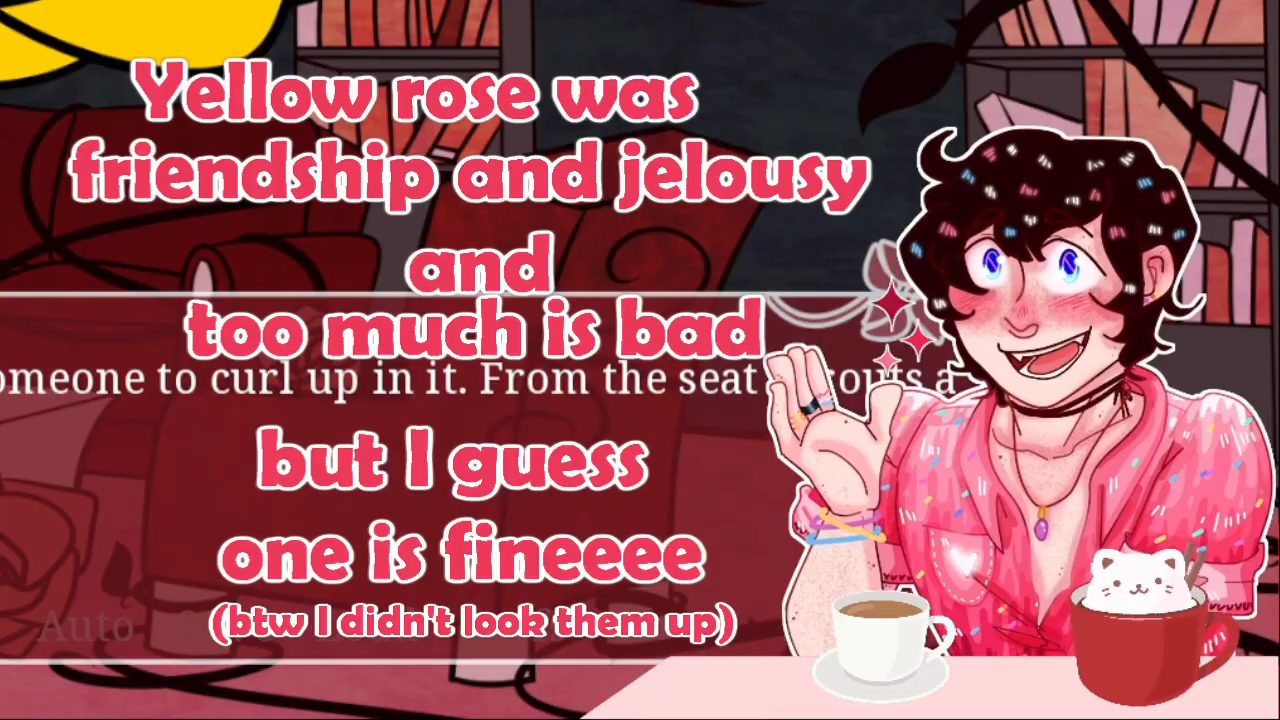 Yellow rose was
friendship and jelousy
and
too much is bad
omeone to curl up in it. From the seat
but I guess
one is fineeee
(btw I didn't look them up)
Auto